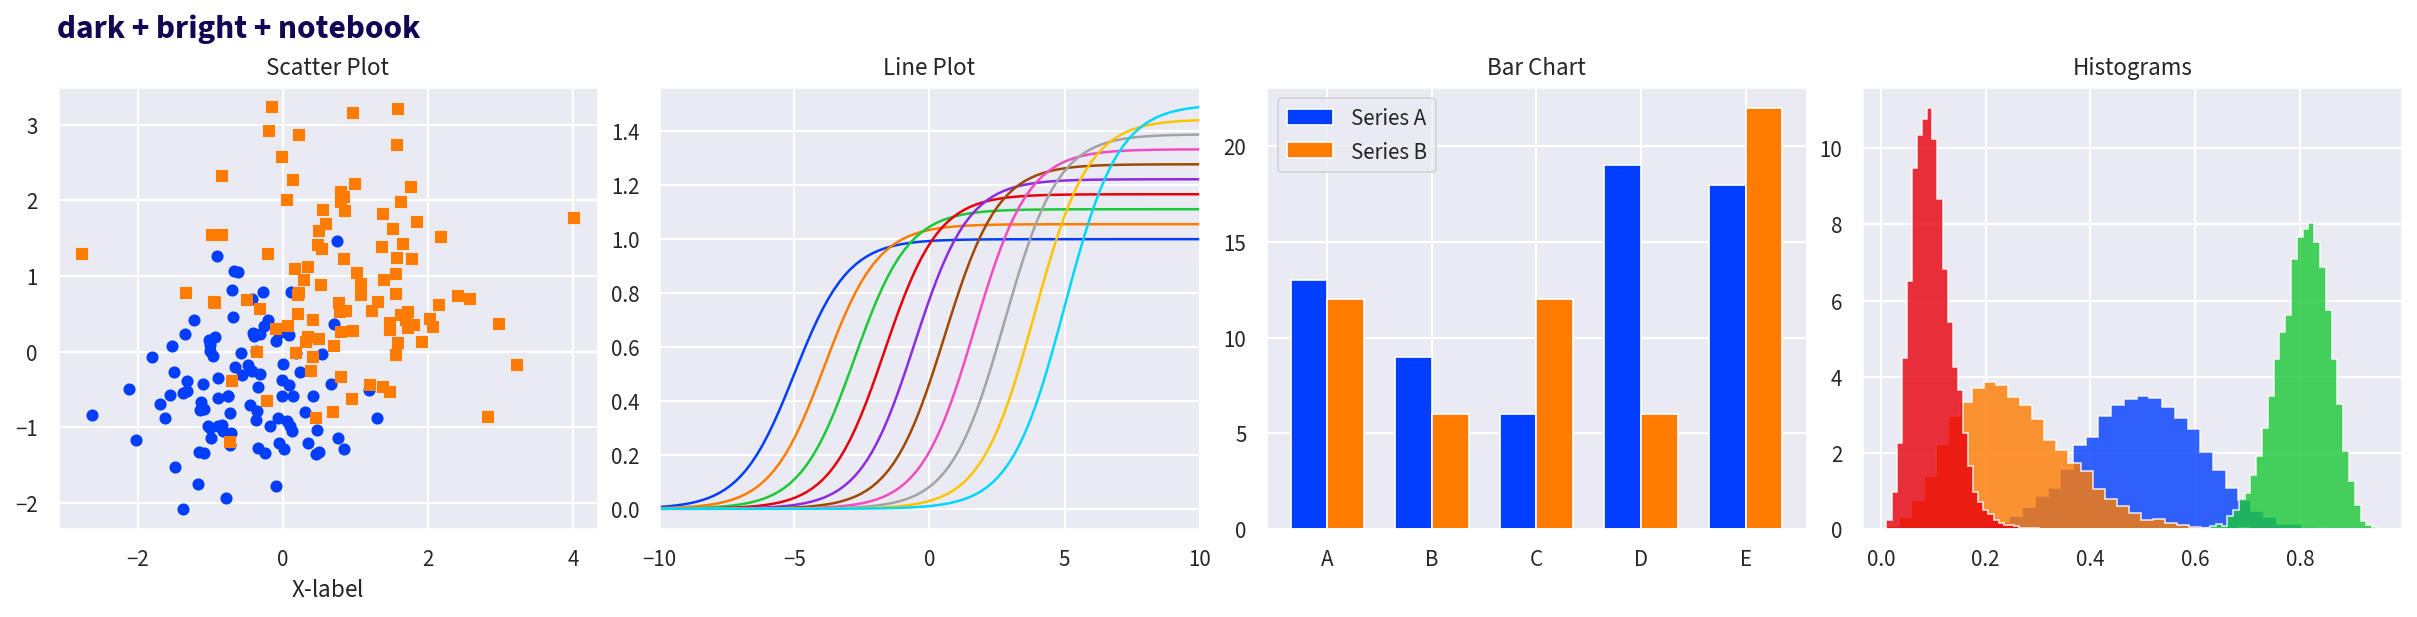 dark + bright + notebook
Scatter Plot
3
2
1
0
−1
−2
−2 0 2 4
X-label
Line Plot
1.4
1.2
1.0
0.8
0.6
0.4
0.2
0.0
−10 −5 0 5 10
Bar Chart
Series A
Series B
20
15
10
5
0
A B C D E
Histograms
10
8
6
4
2
0
0.0 0.2 0.4 0.6 0.8